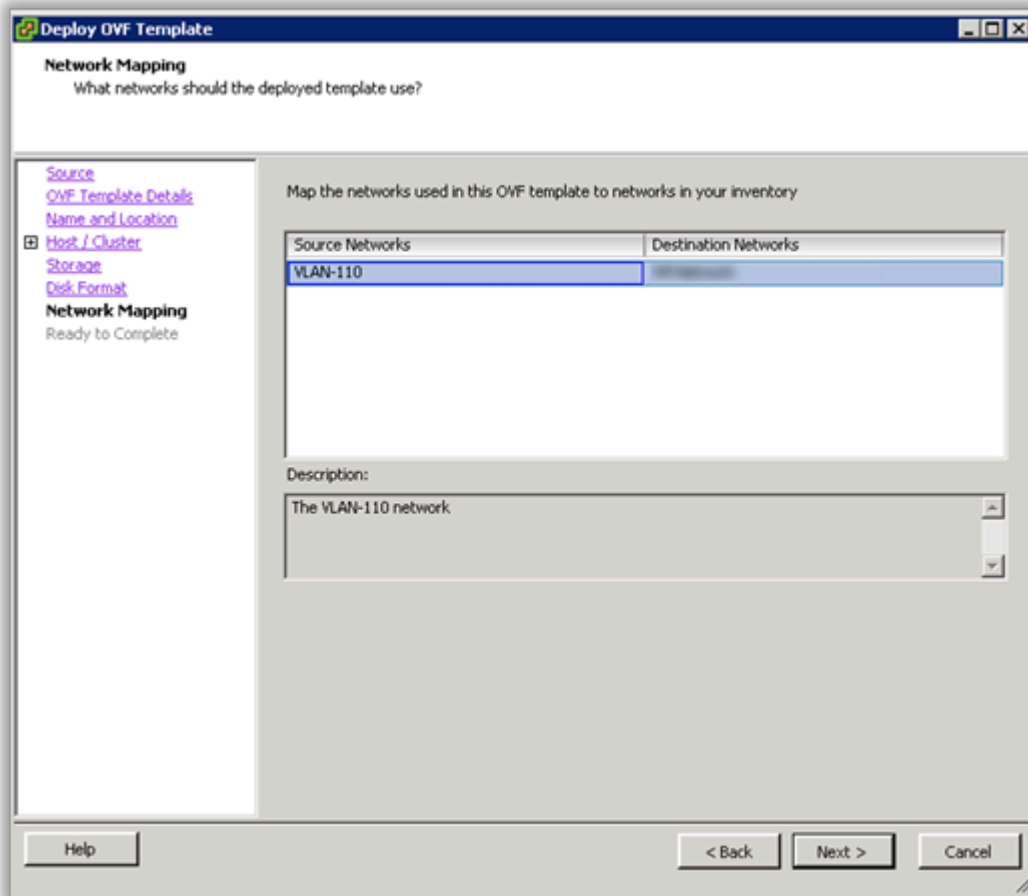 Deploy OVF Template
Network Mapping
What networks should the deployed template use?
Source
OVF Template Details
Name and Location
Host / Cluster
Storage
Disk Format
Network Mapping
Ready to Complete
Map the networks used in this OVF template to networks in your inventory
Source Networks Destination Networks
VLAN-110
Description:
The VLAN-110 network
Help < Back Next > Cancel